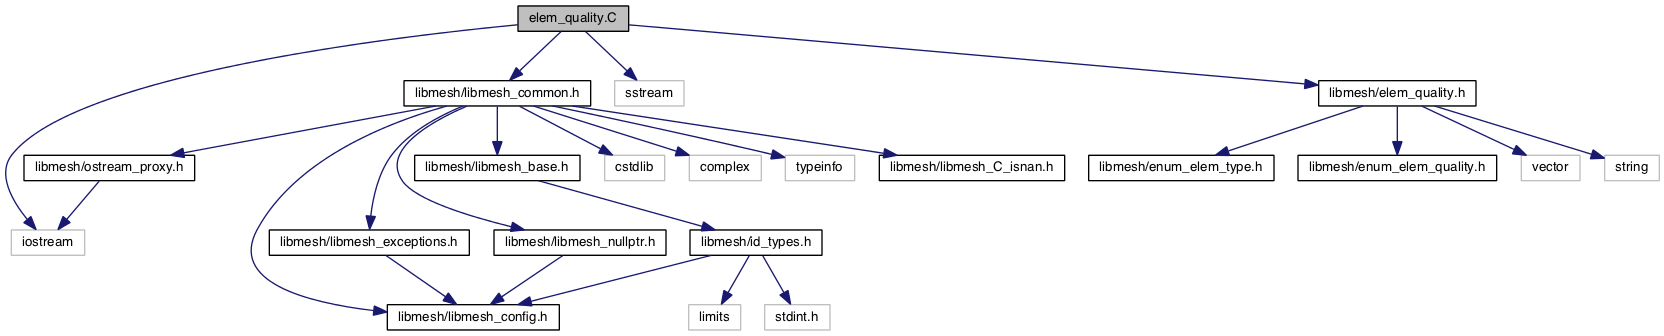 elem_quality.C
libmesh/libmesh_common.h
sstream
libmesh/elem_quality.h
libmesh/ostream_proxy.h
libmesh/libmesh_base.h
cstdlib
complex
typeinfo
libmesh/libmesh_C_isnan.h
libmesh/enum_elem_type.h
libmesh/enum_elem_quality.h
vector
string
iostream
libmesh/libmesh_exceptions.h
libmesh/libmesh_nullptr.h
libmesh/id_types.h
libmesh/libmesh_config.h
limits
stdint.h